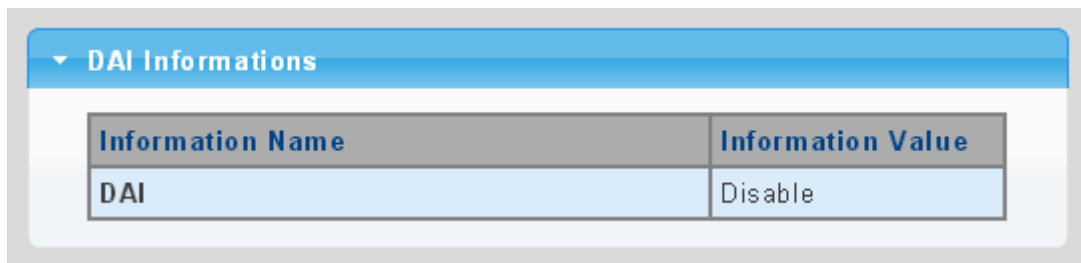 DAI Informations
Information Name Information Value
DAI Disable